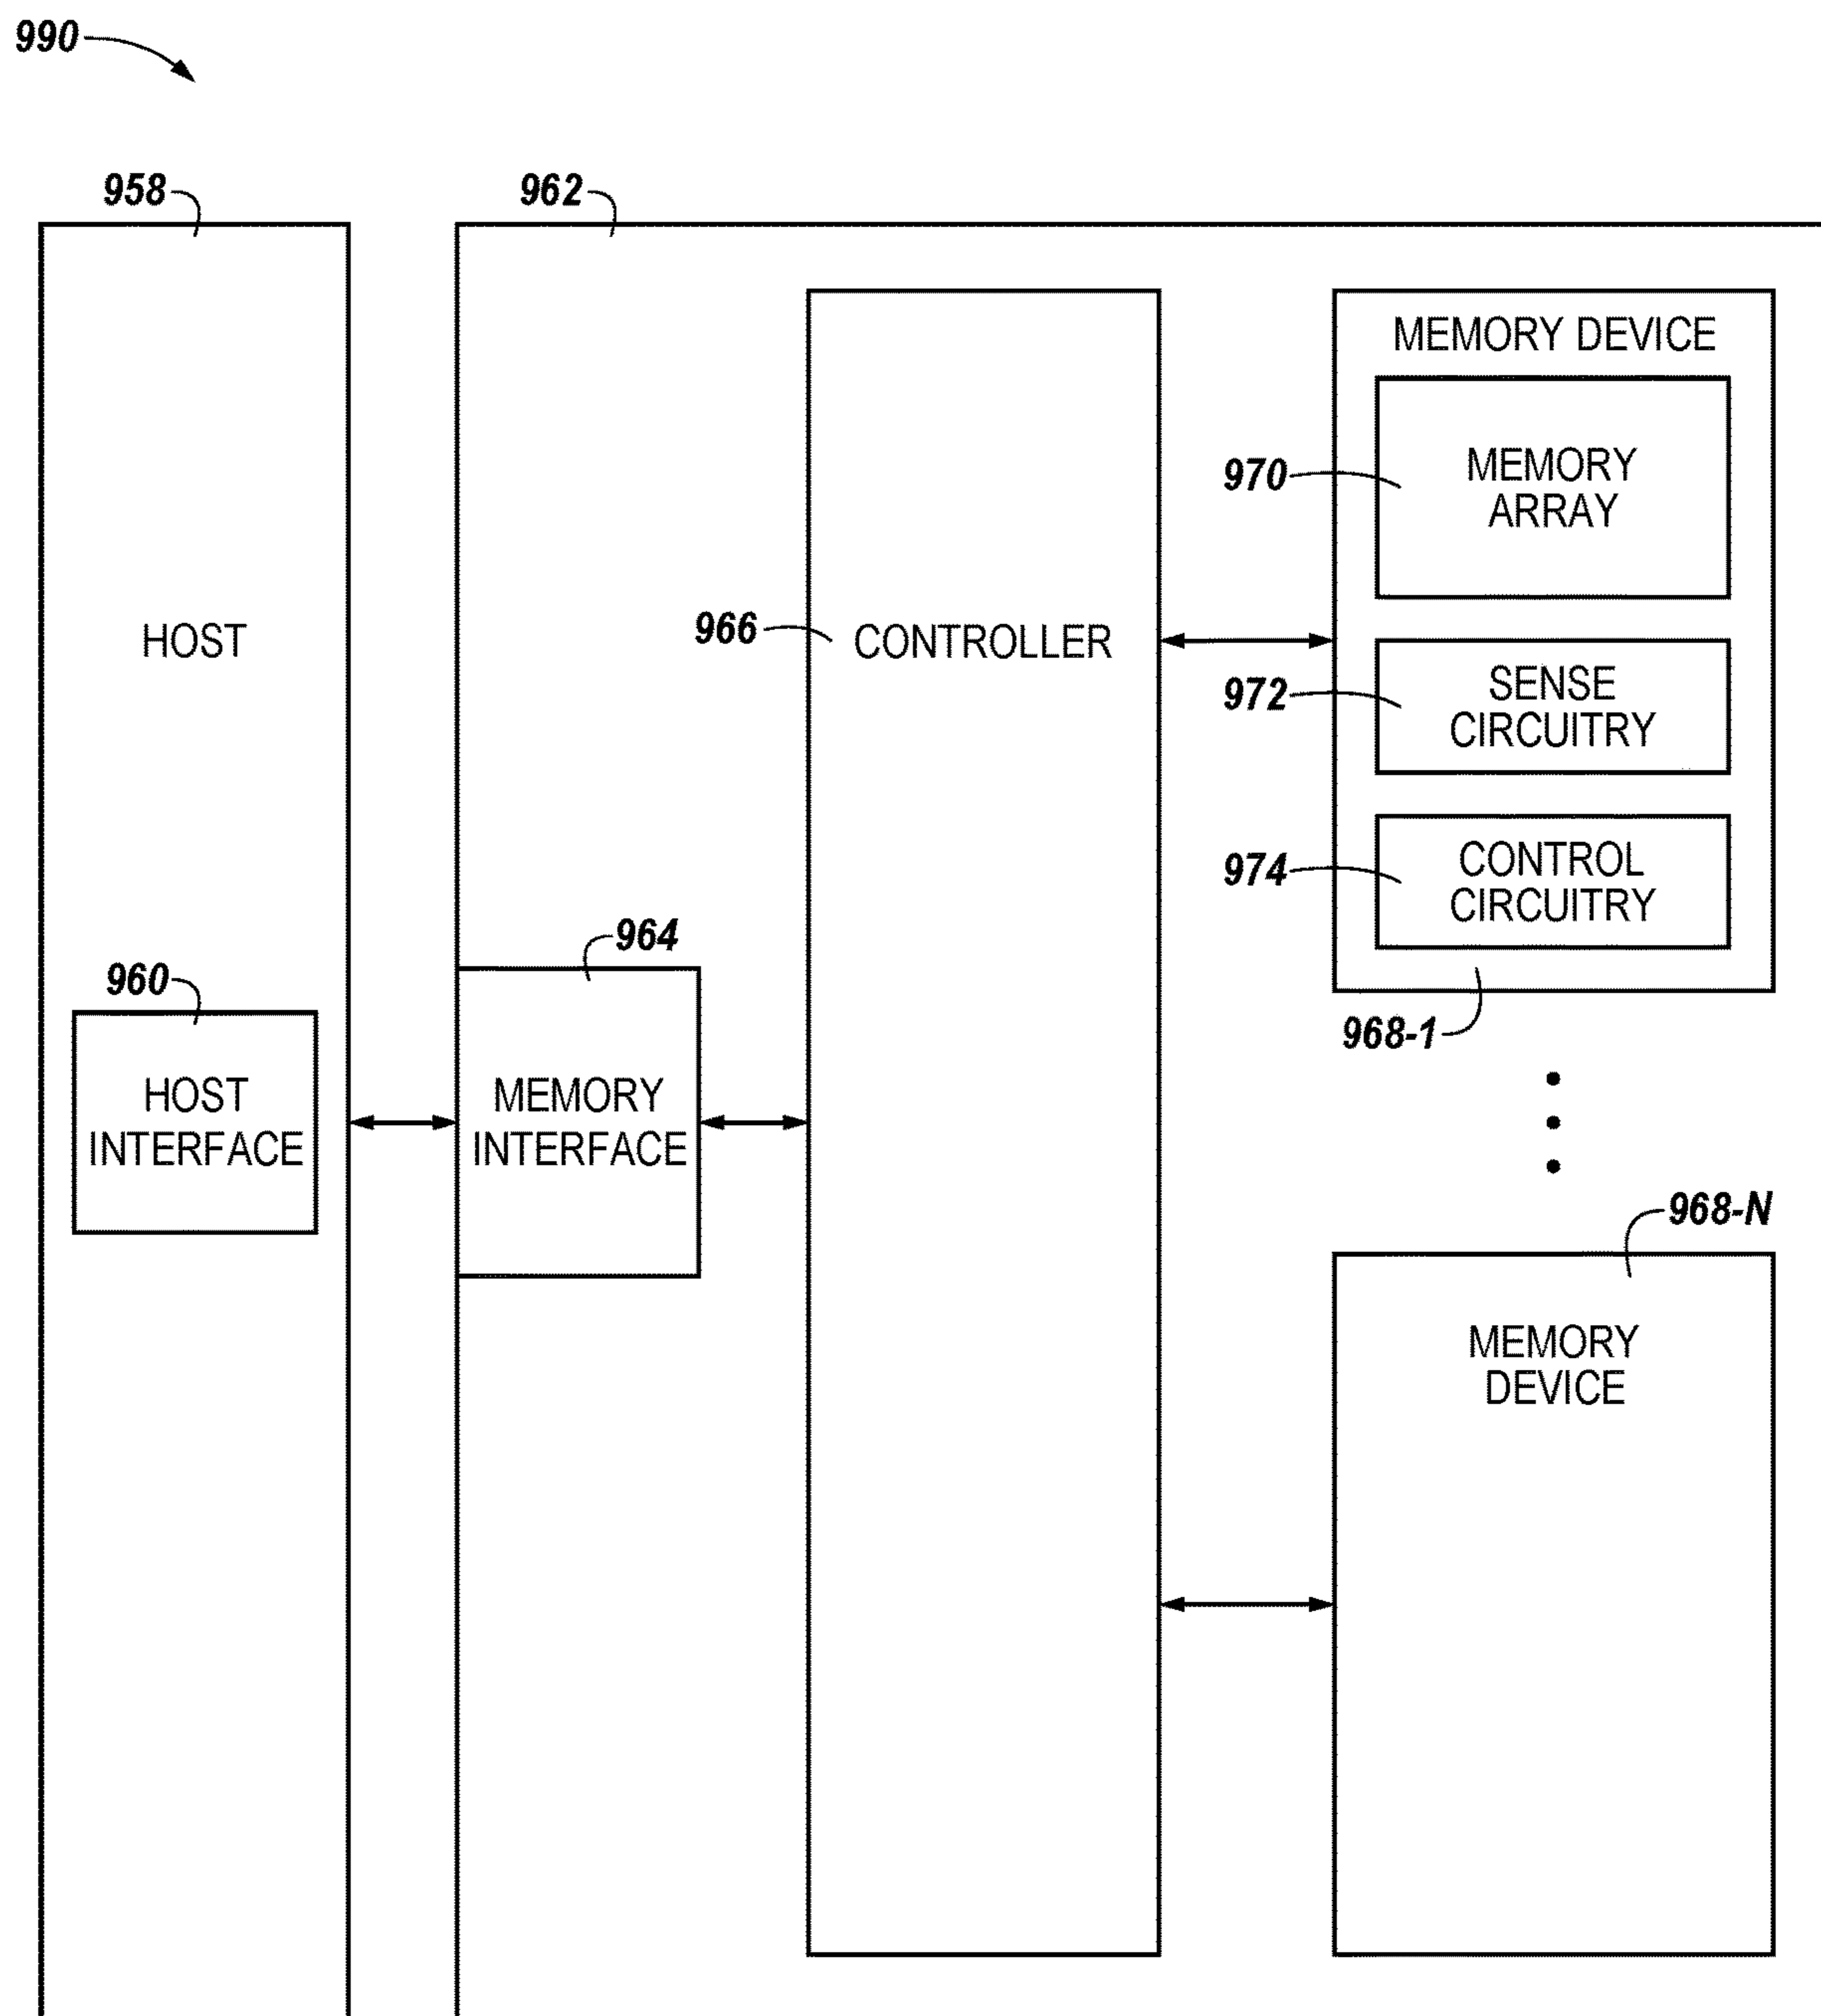 990
958
962
MEMORY DEVICE
970
MEMORY
ARRAY
HOST
966
CONTROLLER
972
SENSE
CIRCUITRY
974
CONTROL
CIRCUITRY
964
960
968-1
HOST
INTERFACE
MEMORY
INTERFACE
968-N
MEMORY
DEVICE